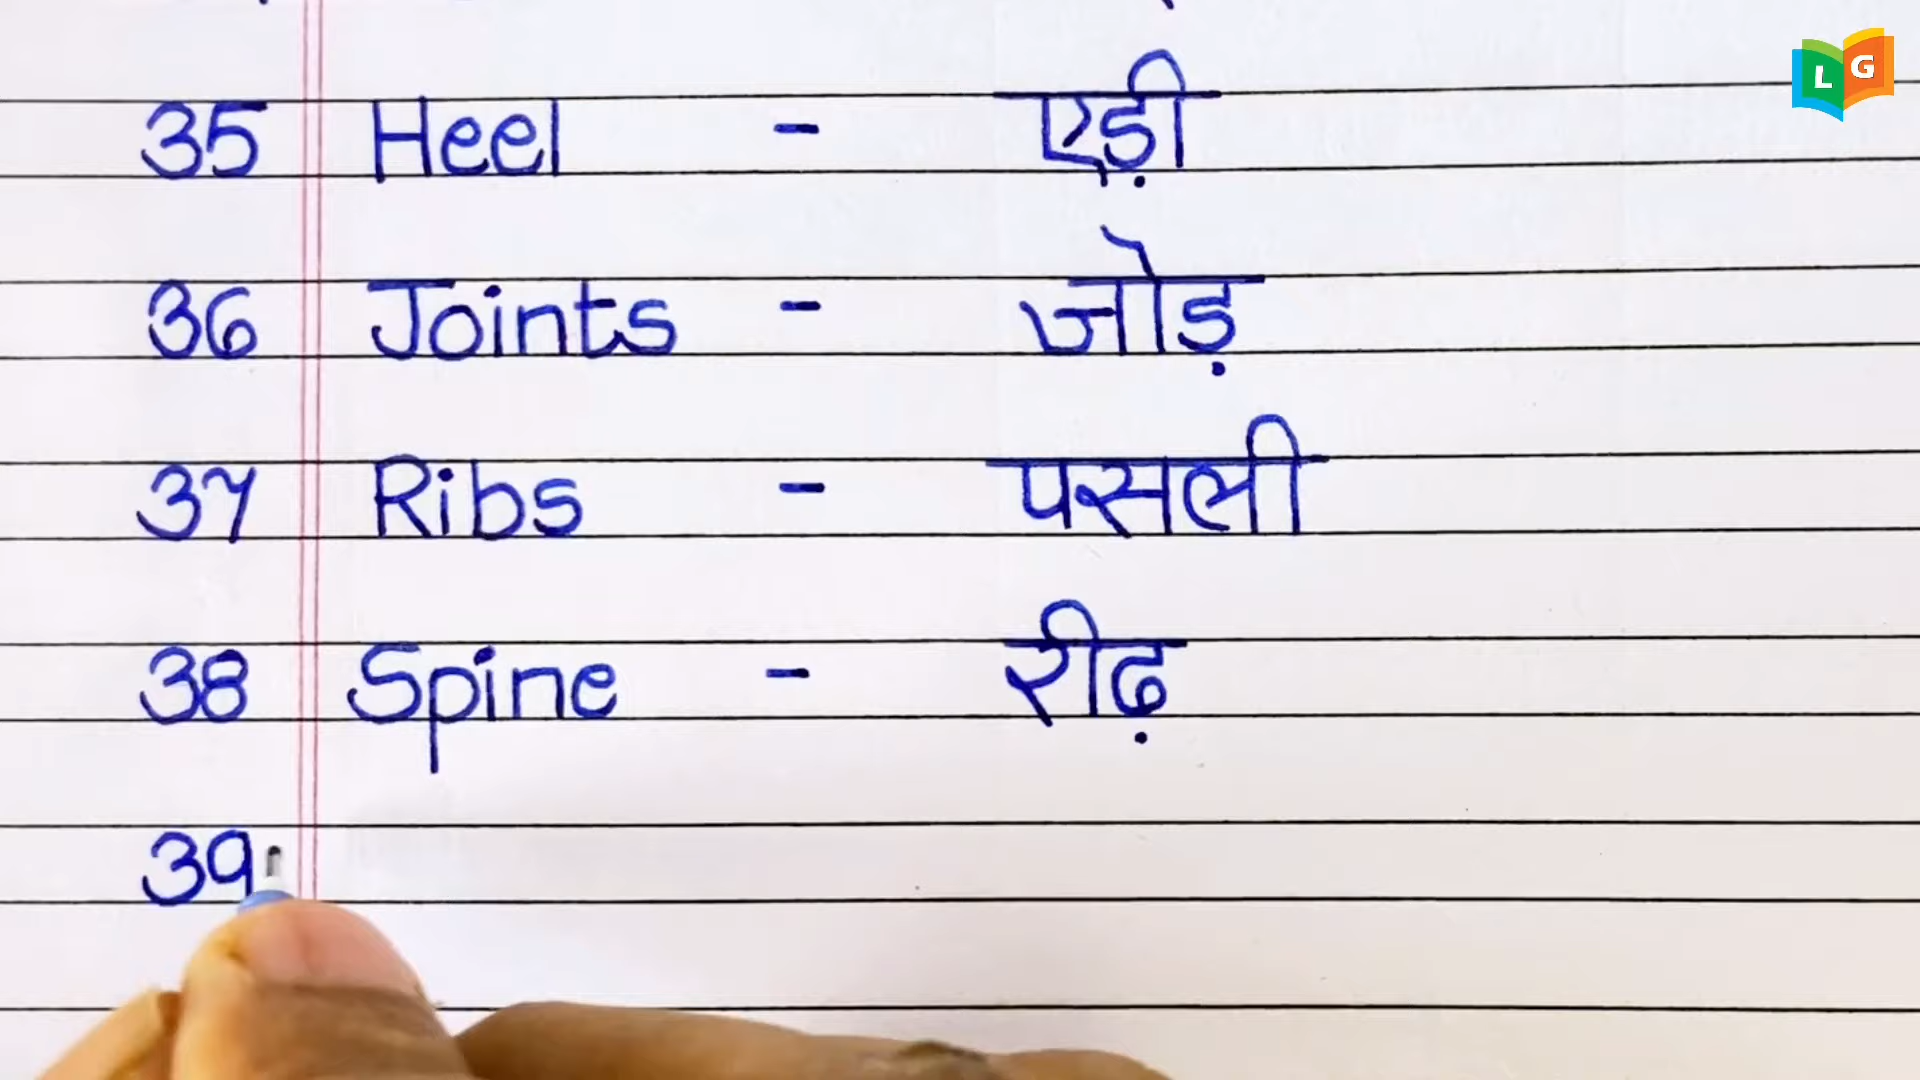 L G
35 Heel - एड़ी
36 Joints - जोड़
37 Ribs - पसली
38 Spine - रीढ़
39